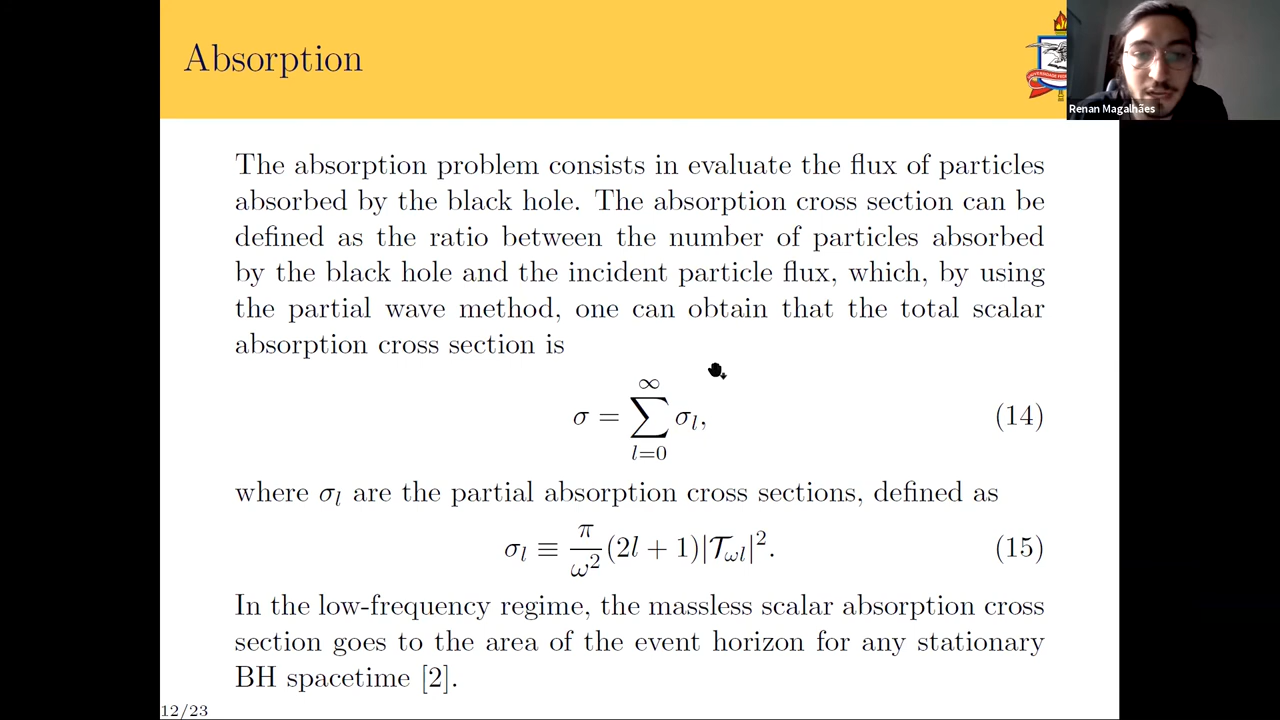 Absorption
Renan Magalhães
The absorption problem consists in evaluate the flux of particles
absorbed by the black hole. The absorption cross section can be
defined as the ratio between the number of particles absorbed
by the black hole and the incident particle flux, which, by using
the partial wave method, one can obtain that the total scalar
absorption cross section is
σ = ∑_{l=0}^{∞} σ_l, (14)
where σ_l are the partial absorption cross sections, defined as
σ_l ≡ π/ω² (2l + 1)|𝒯_{ωl}|². (15)
In the low-frequency regime, the massless scalar absorption cross
section goes to the area of the event horizon for any stationary
BH spacetime [2].
12/23